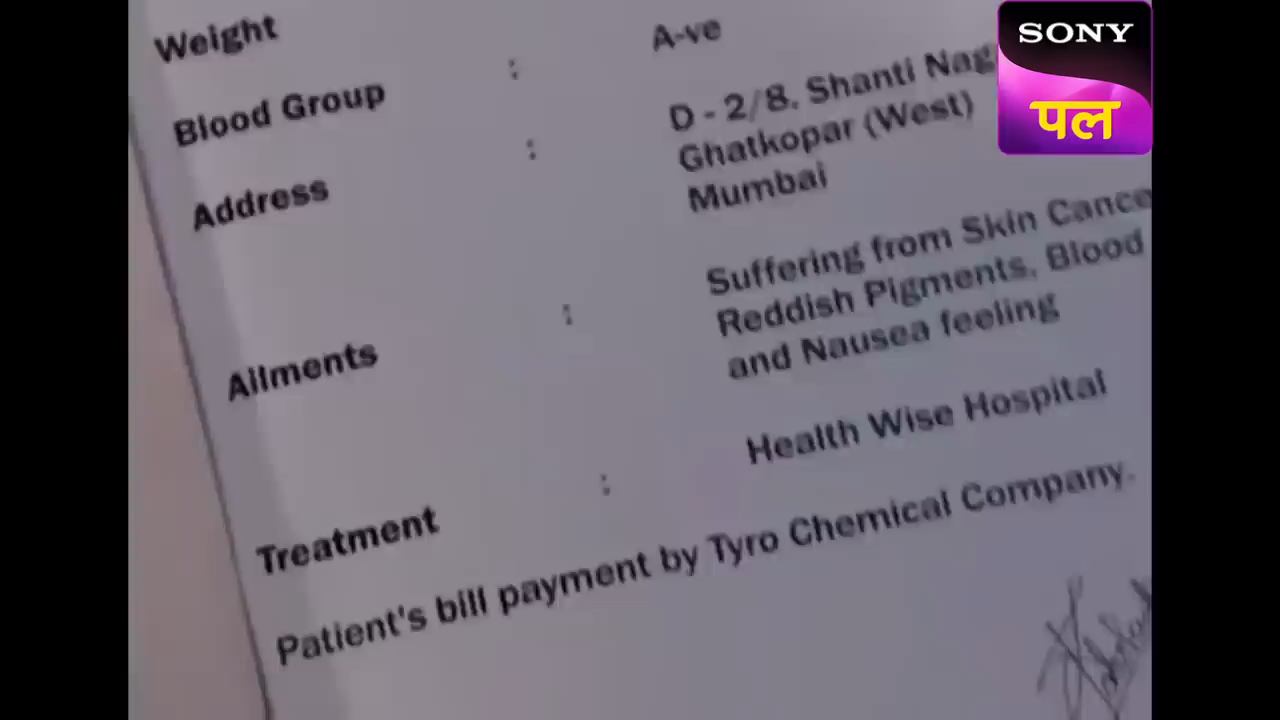 Weight
Blood Group : A-ve
Address : D - 2/8, Shanti
Ghatkopar (West)
Mumbai
Ailments : Suffering from Skin
Reddish Pigments, Blood
and Nausea feeling
Treatment : Health Wise Hospital
Patient's bill payment by Tyro Chemical Company.
SONY
पल